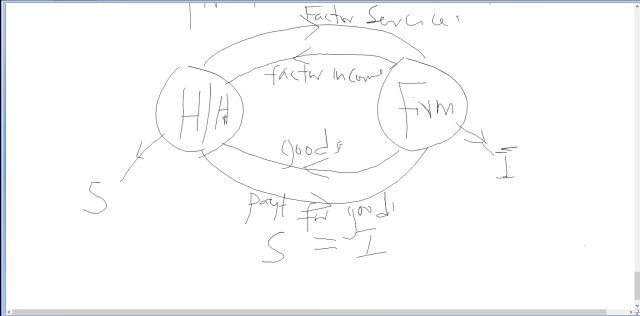 Factor Services
factor income
H/H
Firm
goods
S
I
payt for goods
S = I